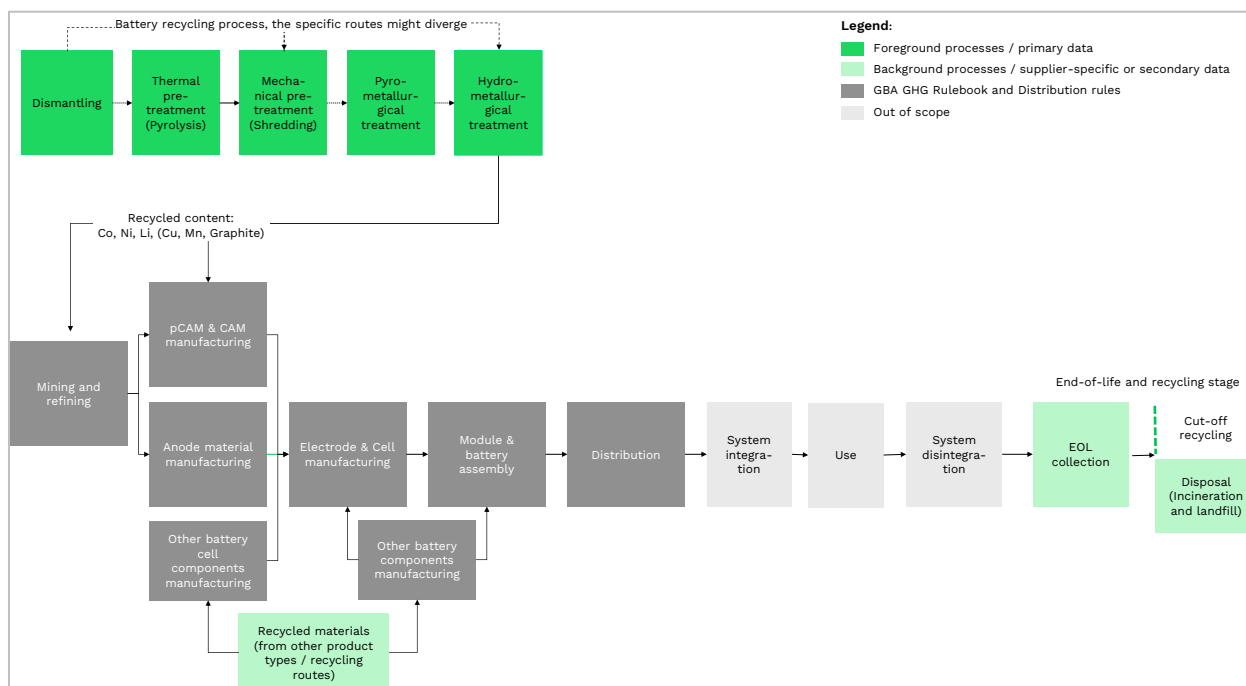 Battery recycling process, the specific routes might diverge
Legend:
Foreground processes / primary data
Background processes / supplier-specific or secondary data
GBA GHG Rulebook and Distribution rules
Out of scope
Dismantling
Thermal
pre-
treatment
(Pyrolysis)
Mecha-
nical pre-
treatment
(Shredding)
Pyro-
metallur-
gical
treatment
Hydro-
metallur-
gical
treatment
Recycled content:
Co, Ni, Li, (Cu, Mn, Graphite)
pCAM & CAM
manufacturing
Mining and
refining
Anode material
manufacturing
Other battery
cell
components
manufacturing
Electrode & Cell
manufacturing
Module &
battery
assembly
Other battery
components
manufacturing
Distribution
System
integration
Use
System
disintegra-
tion
End-of-life and recycling stage
EOL
collection
Cut-off
recycling
Disposal
(Incineration
and landfill)
Recycled materials
(from other product
types / recycling
routes)